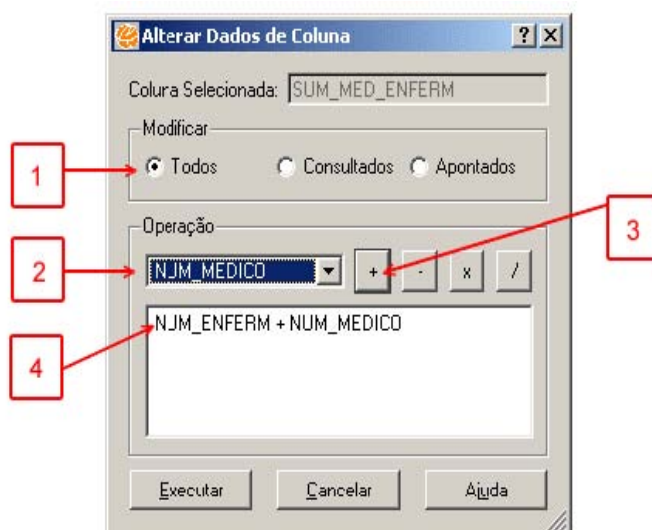 Alterar Dados de Coluna
Colura Selecionada: SUM_MED_ENFERM
Modificar
1
Todos Consultados Apontados
3
Operação
2
NJM_MEDICO + - x /
NJM_ENFERM + NUM_MEDICO
4
Executar Cancelar Ajuda